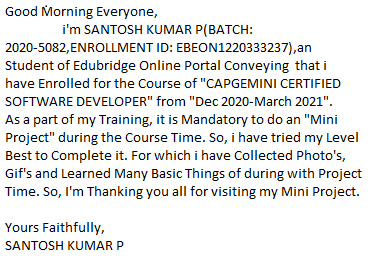 Good Morning Everyone,
i'm SANTOSH KUMAR P(BATCH:
2020-5082,ENROLLMENT ID: EBEON1220333237),an
Student of Edubridge Online Portal Conveying that i
have Enrolled for the Course of "CAPGEMINI CERTIFIED
SOFTWARE DEVELOPER" from "Dec 2020-March 2021".
As a part of my Training, it is Mandatory to do an "Mini
Project" during the Course Time. So, i have tried my Level
Best to Complete it. For which i have Collected Photo's,
Gif's and Learned Many Basic Things of during with Project
Time. So, I'm Thanking you all for visiting my Mini Project.
Yours Faithfully,
SANTOSH KUMAR P